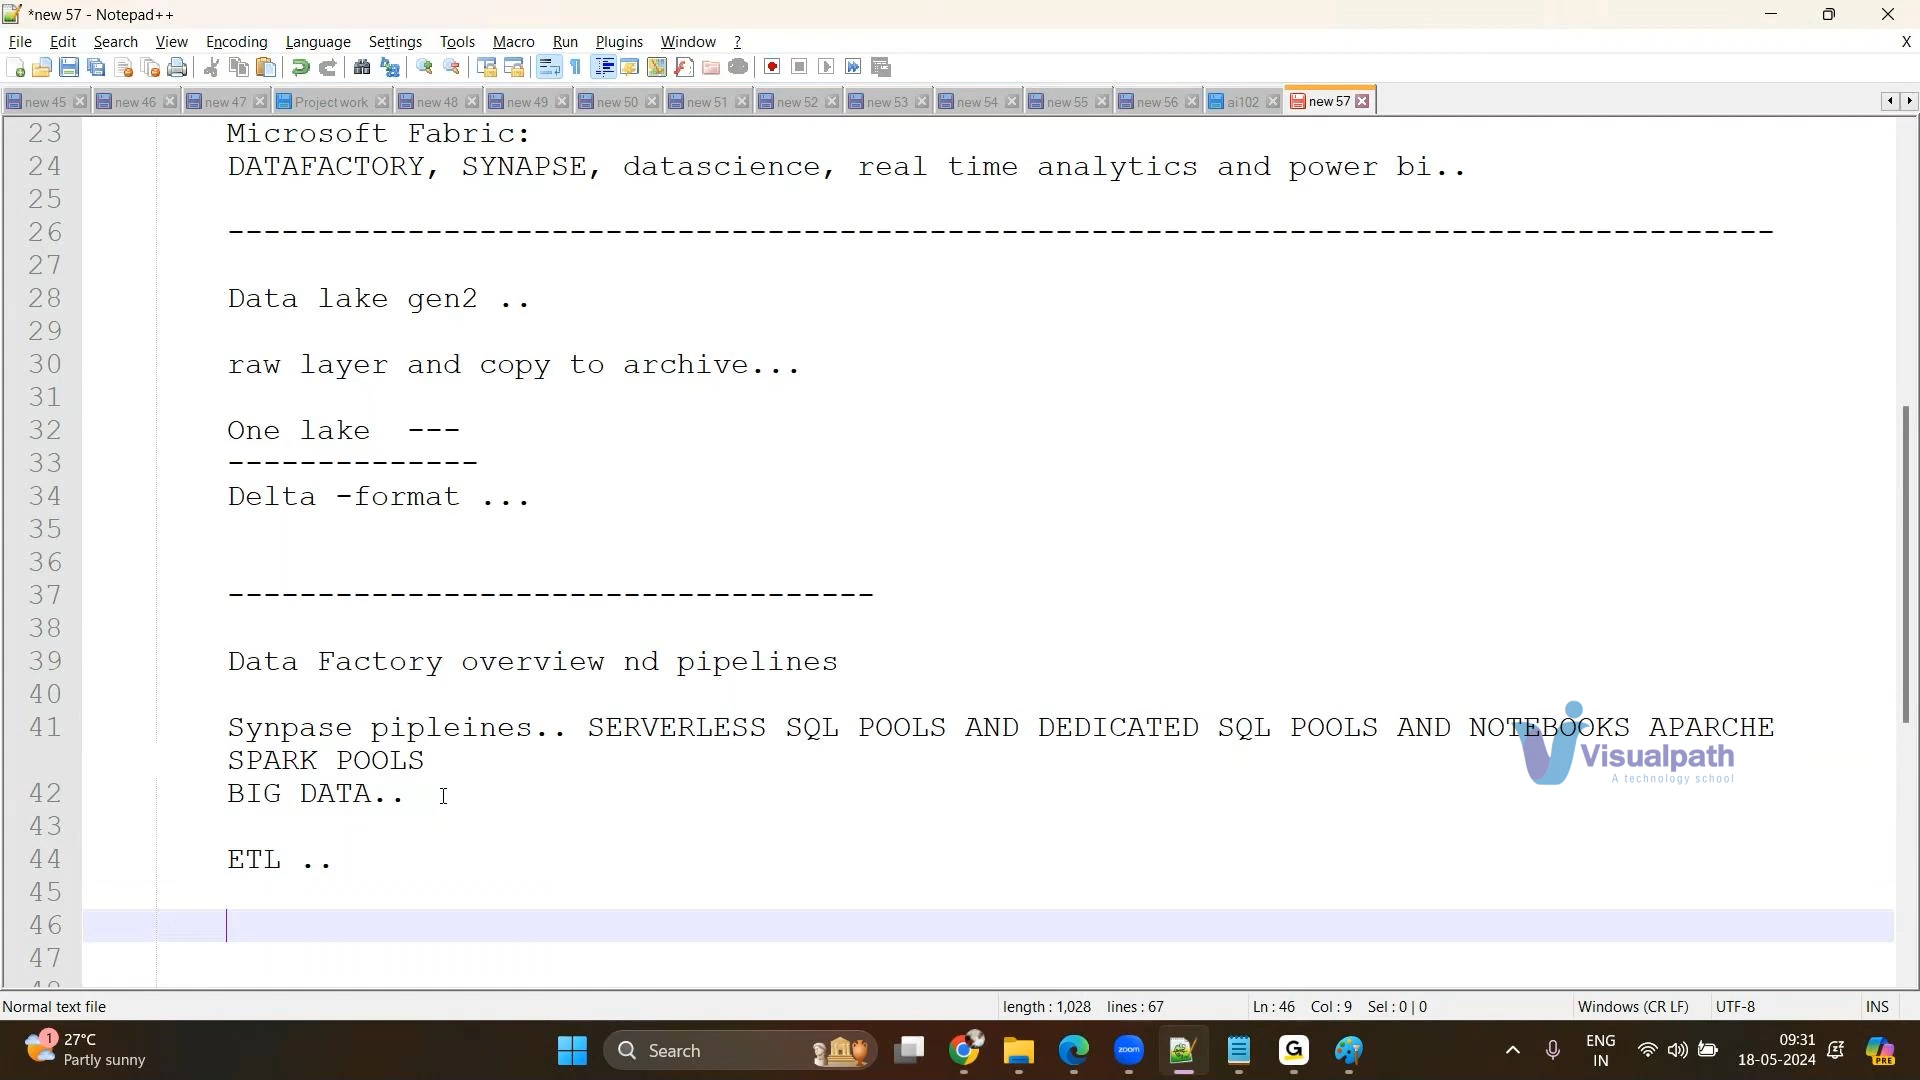 *new 57 - Notepad++
File Edit Search View Encoding Language Settings Tools Macro Run Plugins Window ? X
new 45 new 46 new 47 Project work new 48 new 49 new 50 new 51 new 52 new 53 new 54 new 55 new 56 ai102 new 57
23 Microsoft Fabric:
24 DATAFACTORY, SYNAPSE, datascience, real time analytics and power bi..
25
26 --------------------------------------------------------------------------------------
27
28 Data lake gen2 ..
29
30 raw layer and copy to archive...
31
32 One lake  ---
33 --------------
34 Delta -format ...
35
36
37 ------------------------------------
38
39 Data Factory overview nd pipelines
40
41 Synpase pipleines.. SERVERLESS SQL POOLS AND DEDICATED SQL POOLS AND NOTEBOOKS APARCHE
SPARK POOLS
42 BIG DATA..
43
44 ETL ..
45
46
47
Visualpath
A technology school
Normal text file length : 1,028 lines : 67 Ln : 46 Col : 9 Sel : 0 | 0 Windows (CR LF) UTF-8 INS
1 27°C
Partly sunny
Search
zoom
G
ENG
IN
09:31
18-05-2024
PRE